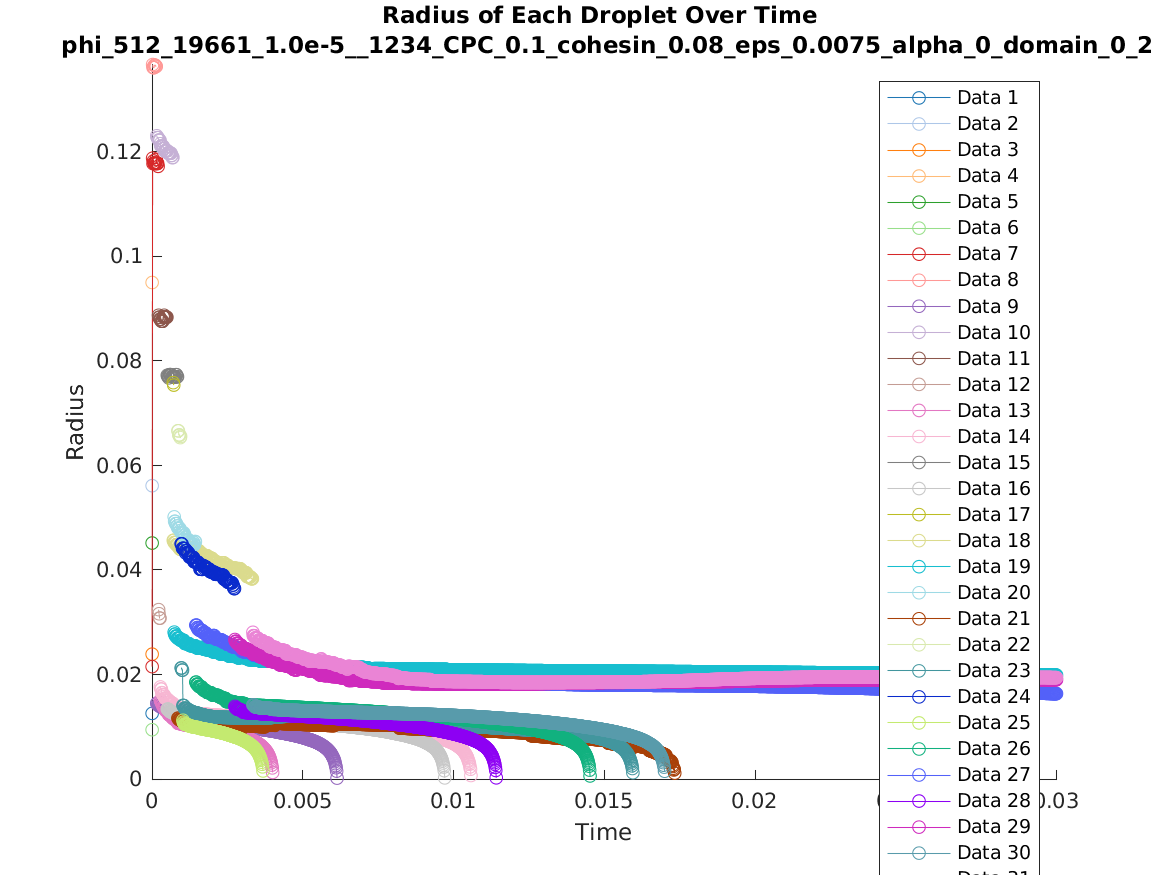 Radius of Each Droplet Over Time
phi_512_19661_1.0e-5__1234_CPC_0.1_cohesin_0.08_eps_0.0075_alpha_0_domain_0_2
Radius
0.12
0.1
0.08
0.06
0.04
0.02
0
0
0.005
0.01
0.015
0.02
0.03
Time
Data 1
Data 2
Data 3
Data 4
Data 5
Data 6
Data 7
Data 8
Data 9
Data 10
Data 11
Data 12
Data 13
Data 14
Data 15
Data 16
Data 17
Data 18
Data 19
Data 20
Data 21
Data 22
Data 23
Data 24
Data 25
Data 26
Data 27
Data 28
Data 29
Data 30